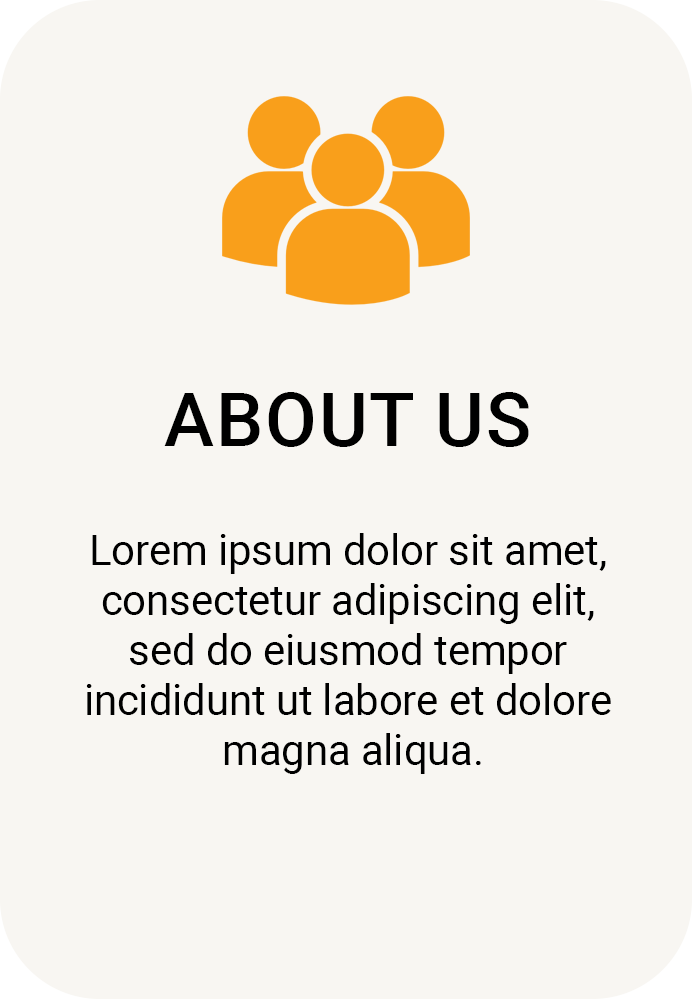 ABOUT US
Lorem ipsum dolor sit amet,
consectetur adipiscing elit,
sed do eiusmod tempor
incididunt ut labore et dolore
magna aliqua.